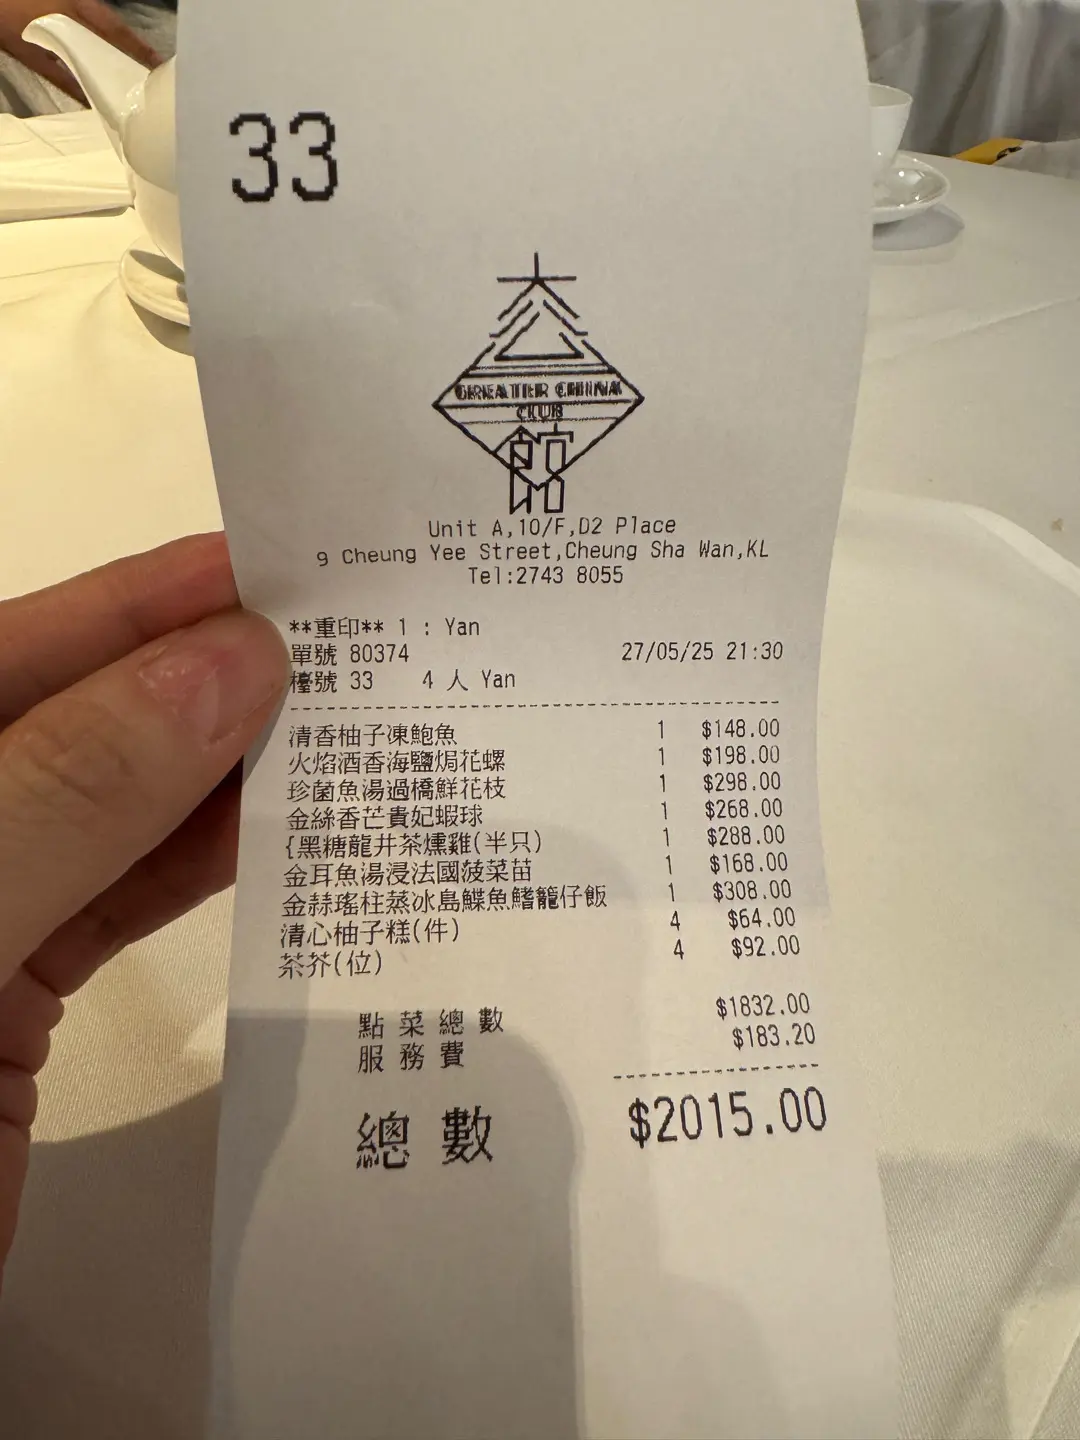 33
GREATER CHINA
CLUB
Unit A,10/F,D2 Place
9 Cheung Yee Street,Cheung Sha Wan,KL
Tel:2743 8055
**重印** 1 : Yan
單號 80374 27/05/25 21:30
檯號 33 4 人 Yan
清香柚子凍鮑魚 1 $148.00
火焰酒香海鹽焗花螺 1 $198.00
珍菌魚湯過橋鮮花枝 1 $298.00
金絲香芒貴妃蝦球 1 $268.00
{黑糖龍井茶燻雞(半只) 1 $288.00
金耳魚湯浸法國菠菜苗 1 $168.00
金赫瑤柱蒸冰島鰈魚鰭籠仔飯 1 $308.00
清心柚子糕(件) 4 $64.00
茶芥(位) 4 $92.00
點菜總數 $1832.00
服務費 $183.20
總數 $2015.00